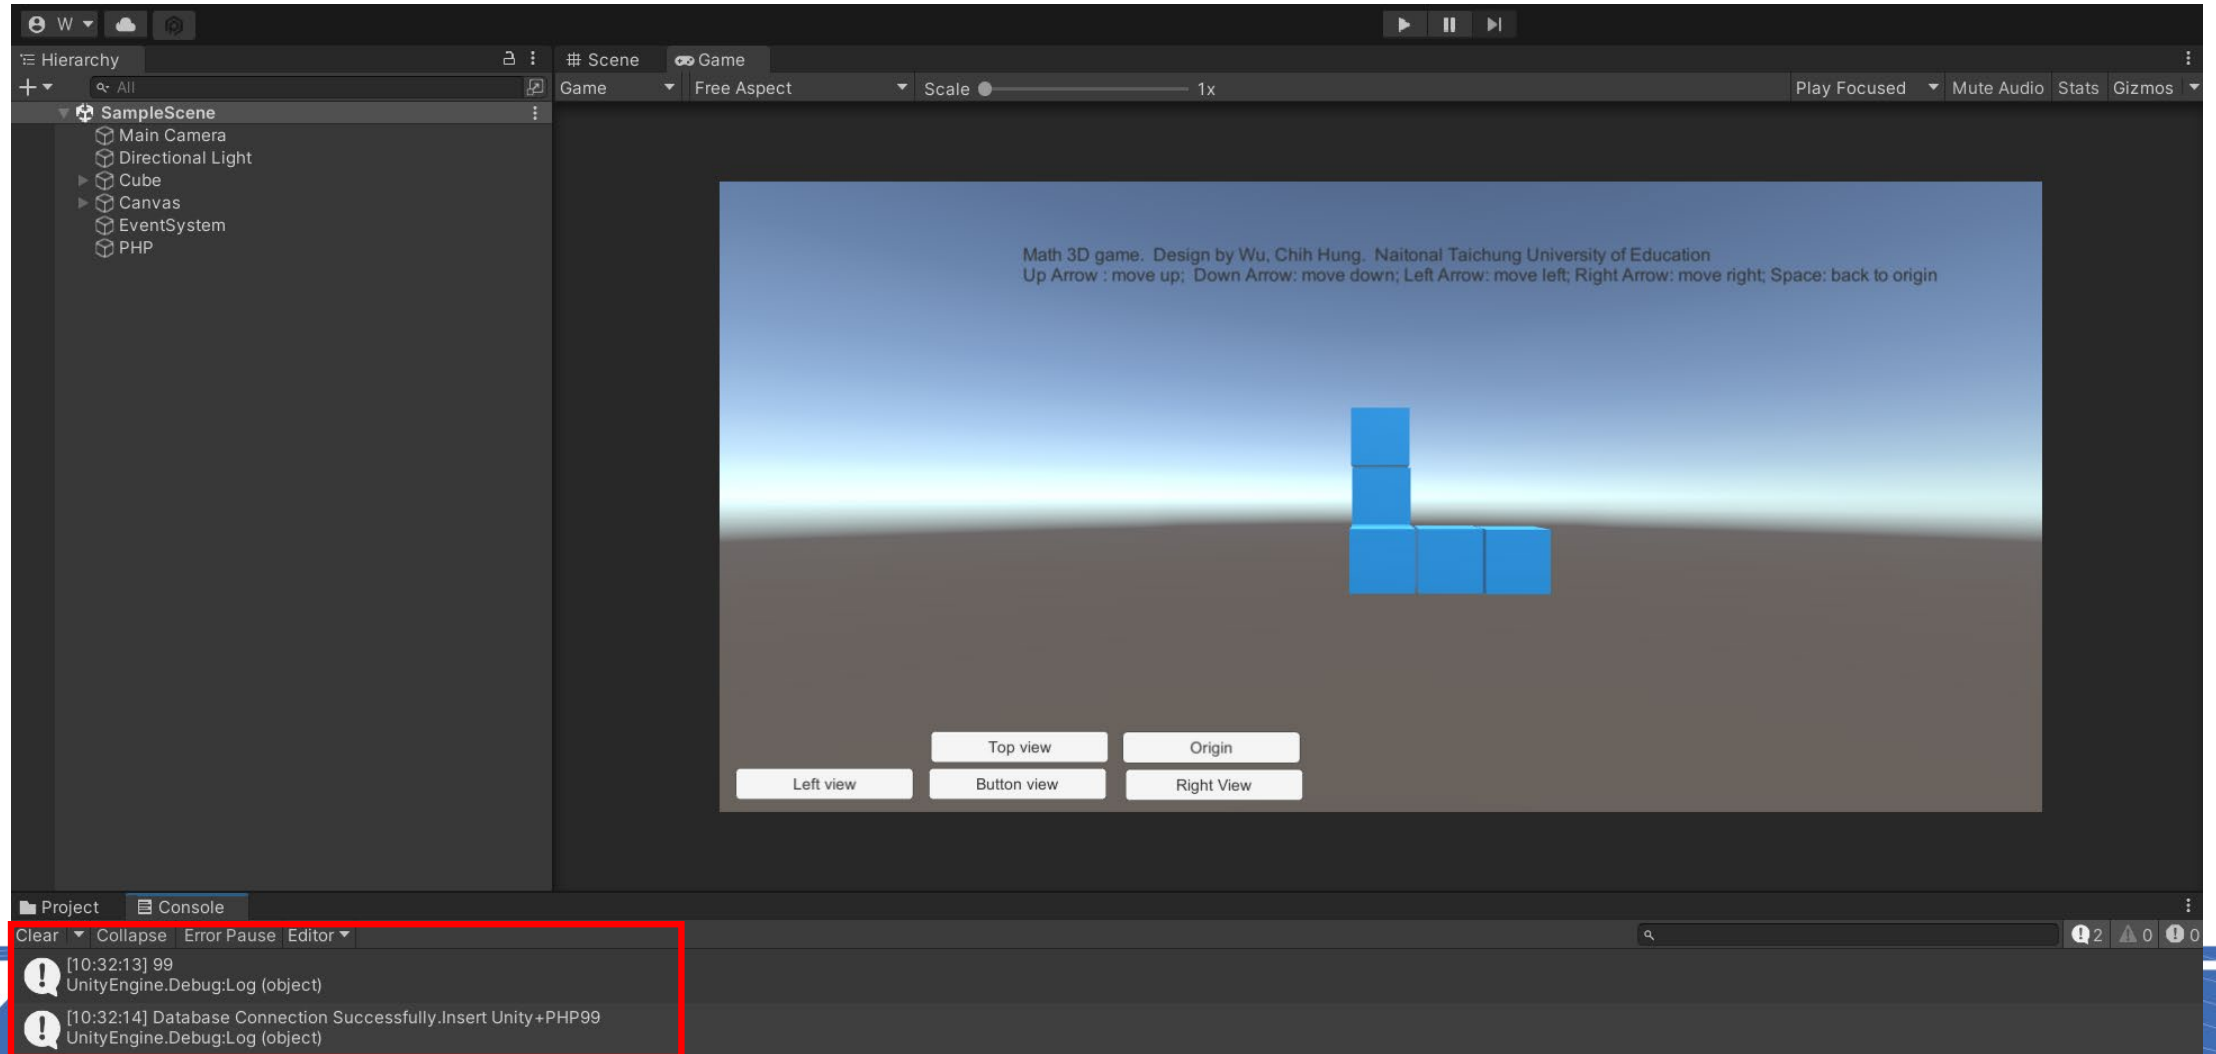 W
Hierarchy
All
SampleScene
Main Camera
Directional Light
Cube
Canvas
EventSystem
PHP
Scene Game
Game Free Aspect Scale 1x Play Focused Mute Audio Stats Gizmos
Math 3D game. Design by Wu, Chih Hung. Naitonal Taichung University of Education
Up Arrow : move up; Down Arrow: move down; Left Arrow: move left; Right Arrow: move right; Space: back to origin
Top view Origin
Left view Button view Right View
Project Console
Clear Collapse Error Pause Editor 2 0 0
[10:32:13] 99
UnityEngine.Debug:Log (object)
[10:32:14] Database Connection Successfully.Insert Unity+PHP99
UnityEngine.Debug:Log (object)